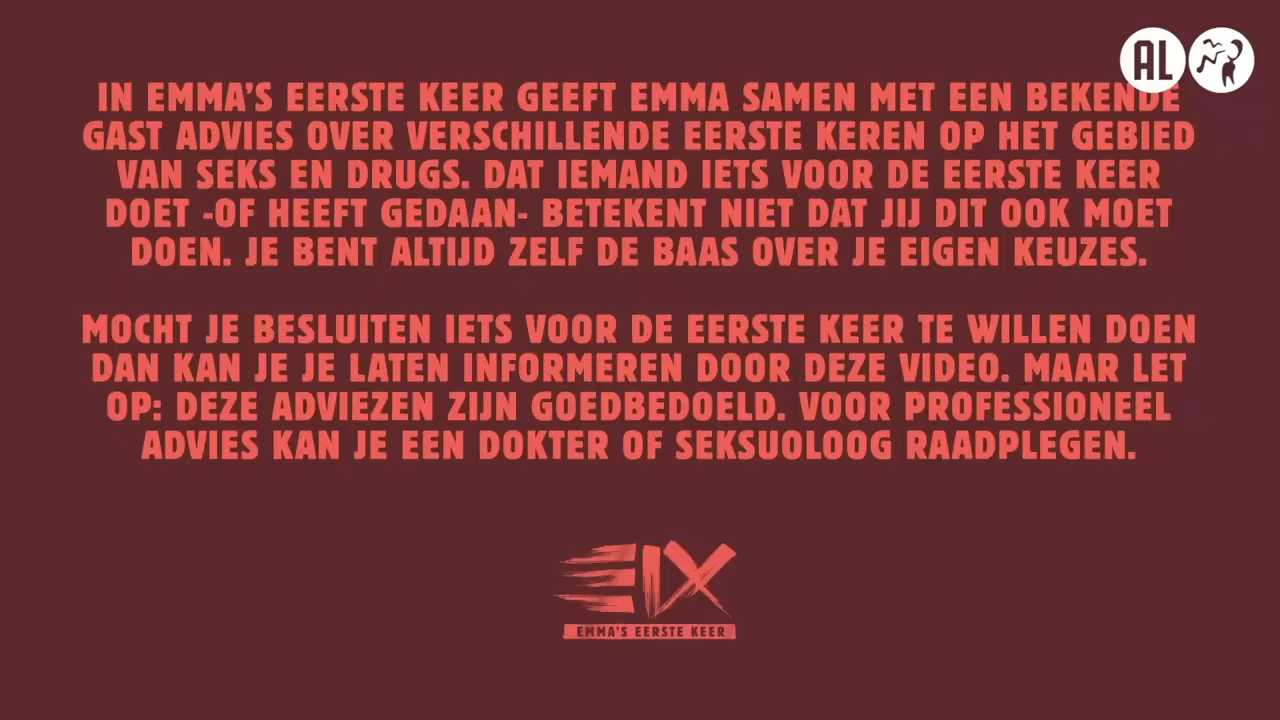 AL
IN EMMA'S EERSTE KEER GEEFT EMMA SAMEN MET EEN BEKENDE
GAST ADVIES OVER VERSCHILLENDE EERSTE KEREN OP HET GEBIED
VAN SEKS EN DRUGS. DAT IEMAND IETS VOOR DE EERSTE KEER
DOET -OF HEEFT GEDAAN- BETEKENT NIET DAT JIJ DIT OOK MOET
DOEN. JE BENT ALTIJD ZELF DE BAAS OVER JE EIGEN KEUZES.
MOCHT JE BESLUITEN IETS VOOR DE EERSTE KEER TE WILLEN DOEN
DAN KAN JE JE LATEN INFORMEREN DOOR DEZE VIDEO. MAAR LET
OP: DEZE ADVIEZEN ZIJN GOEDBEDOELD. VOOR PROFESSIONEEL
ADVIES KAN JE EEN DOKTER OF SEKSUOLOOG RAADPLEGEN.
E1X
EMMA'S EERSTE KEER